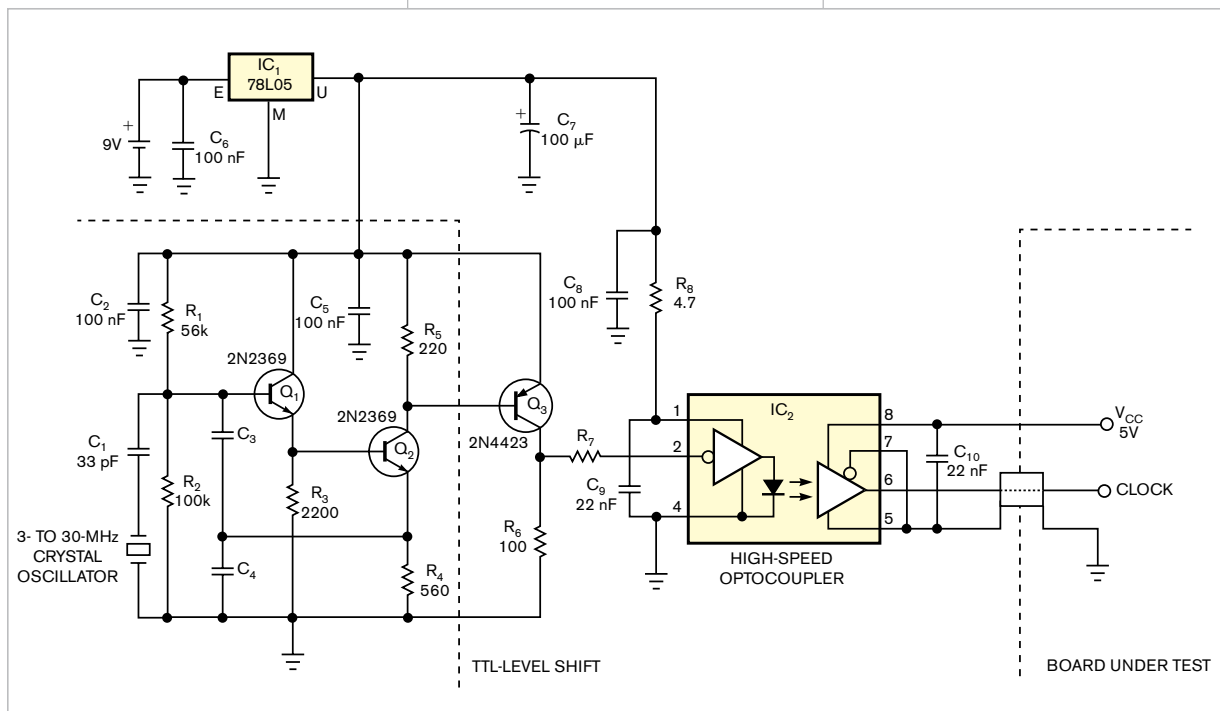 IC₁
78L05
E
U
M
+
9V
C₆
100 nF
+
C₇
100 µF
C₂
100 nF
R₁
56k
C₅
100 nF
R₅
220
C₈
100 nF
R₈
4.7
2N2369
Q₁
2N2369
Q₂
Q₃
2N4423
C₁
33 pF
C₃
R₂
100k
R₃
2200
C₄
R₄
560
3- TO 30-MHz
CRYSTAL
OSCILLATOR
R₇
R₆
100
C₉
22 nF
1
2
4
IC₂
8
7
6
5
HIGH-SPEED
OPTOCOUPLER
C₁₀
22 nF
V_CC
5V
CLOCK
TTL-LEVEL SHIFT
BOARD UNDER TEST